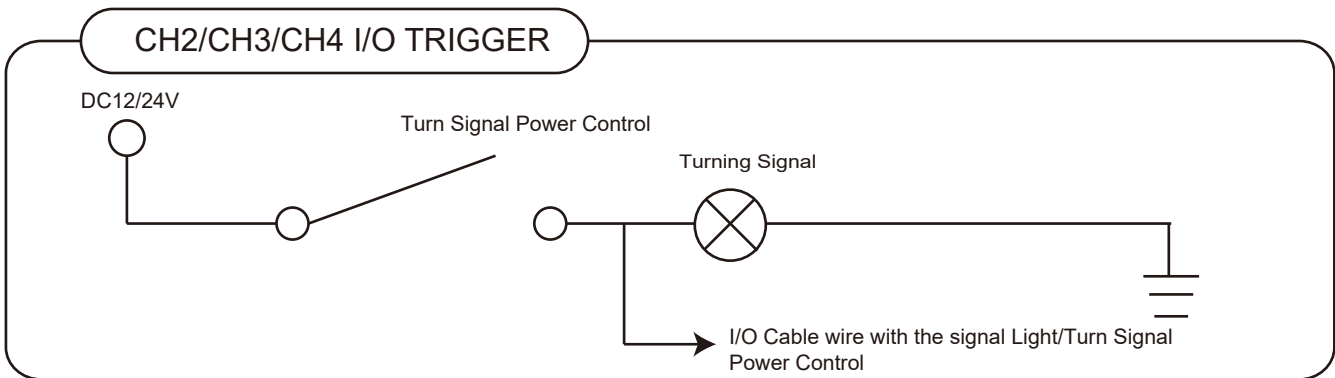 CH2/CH3/CH4 I/O TRIGGER
DC12/24V
Turn Signal Power Control
Turning Signal
I/O Cable wire with the signal Light/Turn Signal
Power Control